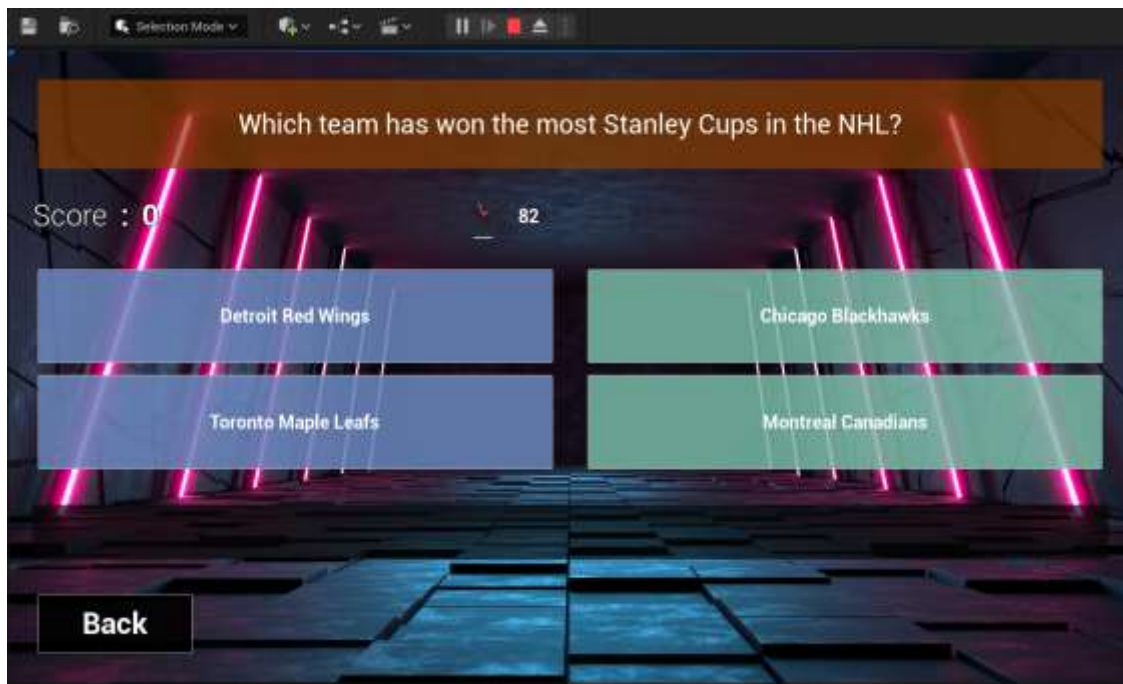 Selection Mode
Which team has won the most Stanley Cups in the NHL?
Score : 0
82
Detroit Red Wings
Chicago Blackhawks
Toronto Maple Leafs
Montreal Canadians
Back